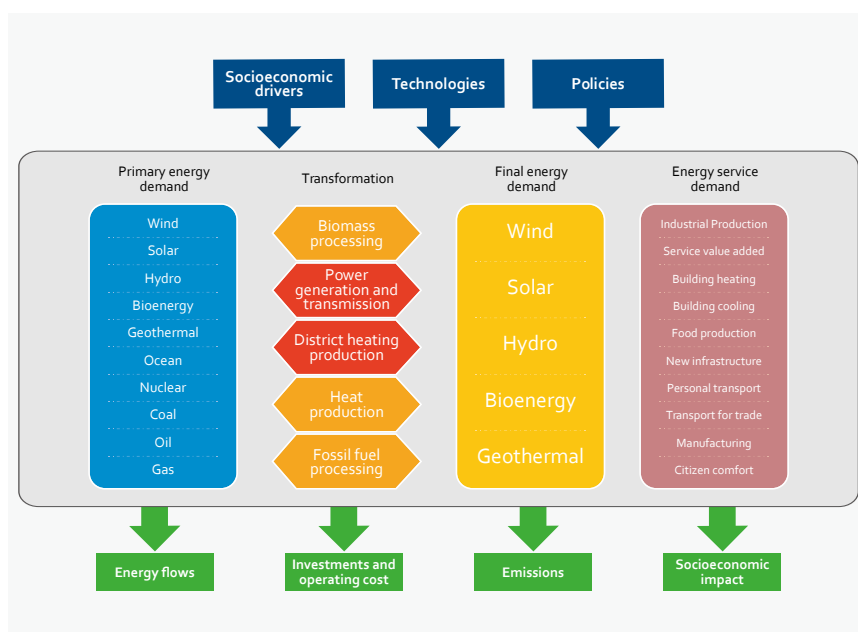 Socioeconomic
drivers
Technologies
Policies
Primary energy
demand
Transformation
Final energy
demand
Energy service
demand
Wind
Solar
Hydro
Bioenergy
Geothermal
Ocean
Nuclear
Coal
Oil
Gas
Biomass
processing
Power
generation and
transmission
District heating
production
Heat
production
Fossil fuel
processing
Wind
Solar
Hydro
Bioenergy
Geothermal
Industrial Production
Service value added
Building heating
Building cooling
Food production
New infrastructure
Personal transport
Transport for trade
Manufacturing
Citizen comfort
Energy flows
Investments and
operating cost
Emissions
Socioeconomic
impact